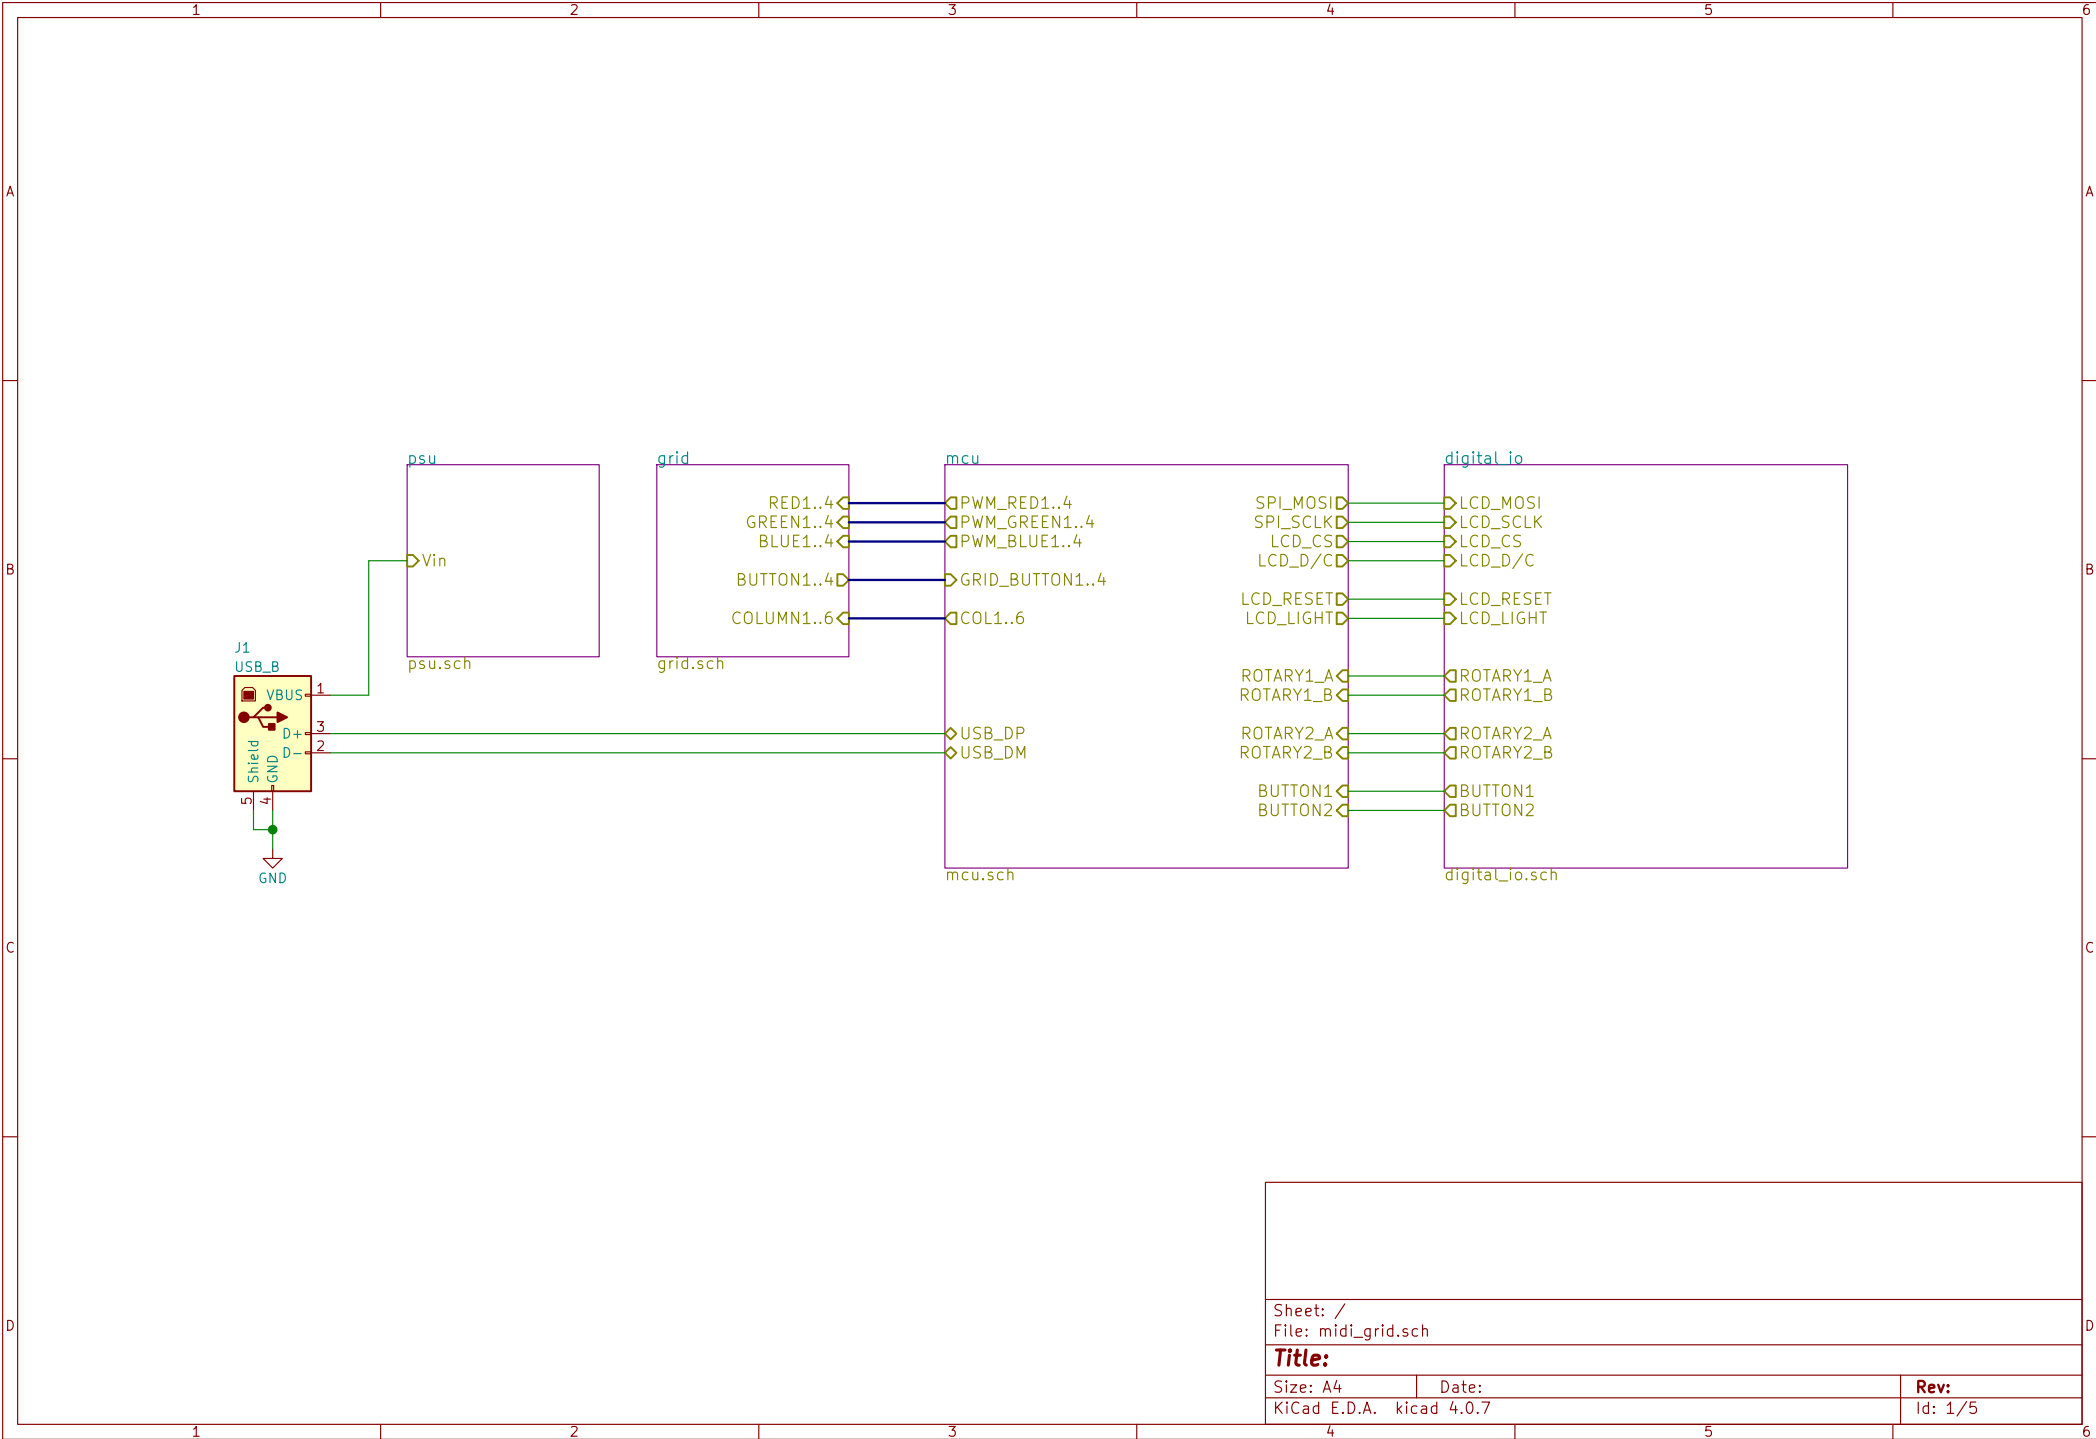 1 2 3 4 5 6
A A
B B
C C
D D
psu
Vin
psu.sch
grid
RED1..4
GREEN1..4
BLUE1..4
BUTTON1..4
COLUMN1..6
grid.sch
mcu
PWM_RED1..4
PWM_GREEN1..4
PWM_BLUE1..4
GRID_BUTTON1..4
COL1..6
USB_DP
USB_DM
SPI_MOSI
SPI_SCLK
LCD_CS
LCD_D/C
LCD_RESET
LCD_LIGHT
ROTARY1_A
ROTARY1_B
ROTARY2_A
ROTARY2_B
BUTTON1
BUTTON2
mcu.sch
digital_io
LCD_MOSI
LCD_SCLK
LCD_CS
LCD_D/C
LCD_RESET
LCD_LIGHT
ROTARY1_A
ROTARY1_B
ROTARY2_A
ROTARY2_B
BUTTON1
BUTTON2
digital_io.sch
J1
USB_B
VBUS 1
D+ 3
D- 2
Shield 5
GND 4
GND
Sheet: /
File: midi_grid.sch
Title:
Size: A4 Date: Rev:
KiCad E.D.A. kicad 4.0.7 Id: 1/5
1 2 3 4 5 6